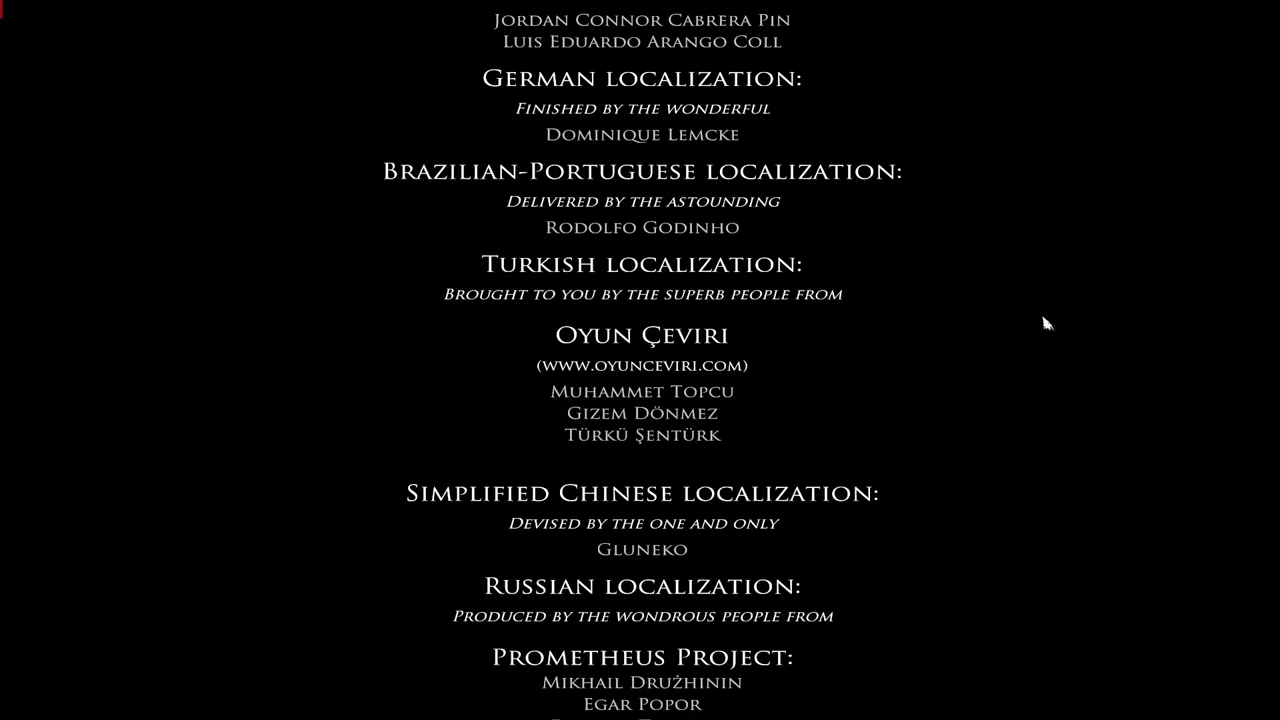 Jordan Connor Cabrera Pin
Luis Eduardo Arango Coll
German localization:
Finished by the wonderful
Dominique Lemcke
Brazilian-Portuguese localization:
Delivered by the astounding
Rodolfo Godinho
Turkish localization:
Brought to you by the superb people from
Oyun Çeviri
(www.oyunceviri.com)
Muhammet Topcu
Gizem Dönmez
Türkü Şentürk
Simplified Chinese localization:
Devised by the one and only
Gluneko
Russian localization:
Produced by the wondrous people from
Prometheus Project:
Mikhail Drużhinin
Egar Popor